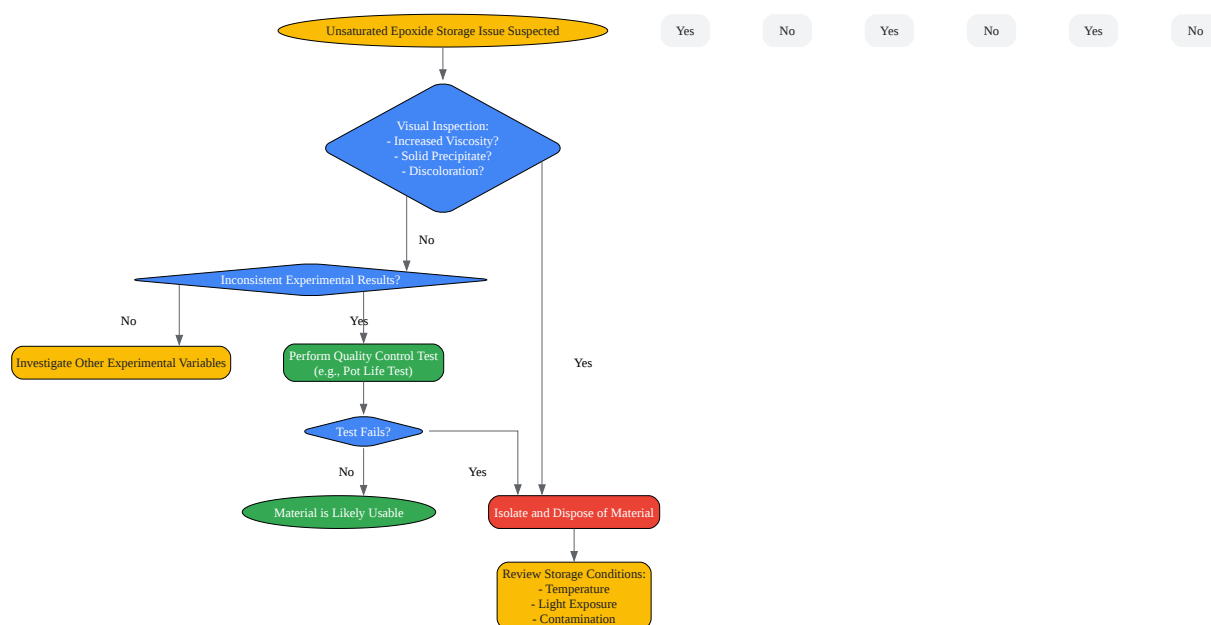 Unsaturated Epoxide Storage Issue Suspected
Yes
No
Yes
No
Yes
No
Visual Inspection:
- Increased Viscosity?
- Solid Precipitate?
- Discoloration?
No
Inconsistent Experimental Results?
No
Yes
Investigate Other Experimental Variables
Perform Quality Control Test
(e.g., Pot Life Test)
Yes
Test Fails?
No
Yes
Material is Likely Usable
Isolate and Dispose of Material
Review Storage Conditions:
- Temperature
- Light Exposure
- Contamination